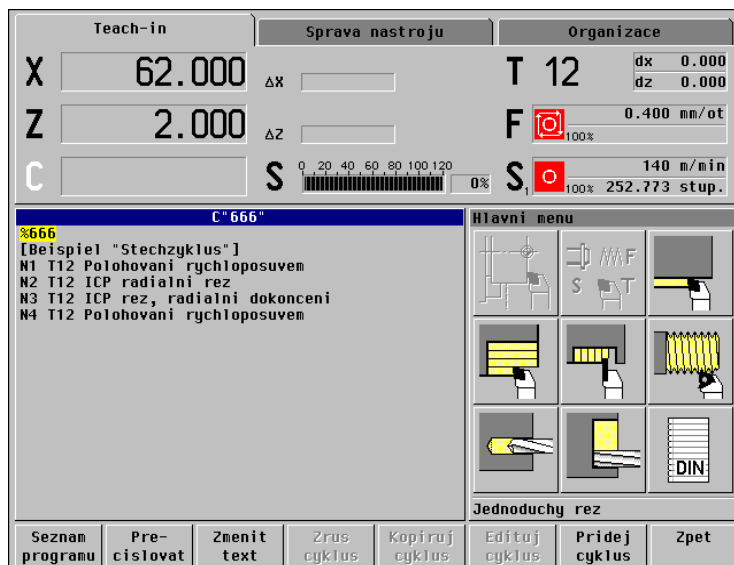 Teach-in
Sprava nastroju
Organizace
X 62.000 ΔX
T 12 dx 0.000
dz 0.000
Z 2.000 ΔZ
F 100% 0.400 mm/ot
C
S 0 20 40 60 80 100 120 0%
S1 100% 140 m/min
252.773 stup.
C"666"
%666
[Beispiel "Stechzyklus"]
N1 T12 Polohovani rychloposuvem
N2 T12 ICP radialni rez
N3 T12 ICP rez, radialni dokonceni
N4 T12 Polohovani rychloposuvem
Hlavni menu
F
S T
DIN
Jednoduchy rez
Seznam programu
Pre-cislovat
Zmenit text
Zrus cyklus
Kopiruj cyklus
Edituj cyklus
Pridej cyklus
Zpet